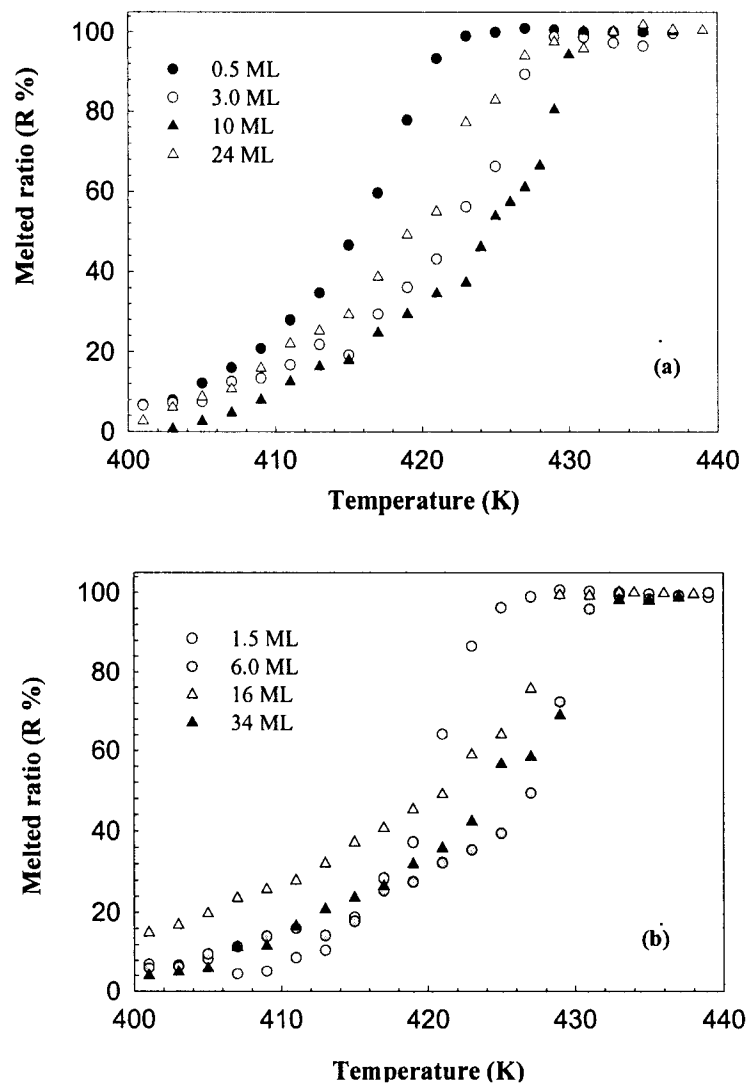 100
80
60
40
20
0
Melted ratio (R %)
0.5 ML
3.0 ML
10 ML
24 ML
(a)
400 410 420 430 440
Temperature (K)
100
80
60
40
20
0
Melted ratio (R %)
1.5 ML
6.0 ML
16 ML
34 ML
(b)
400 410 420 430 440
Temperature (K)